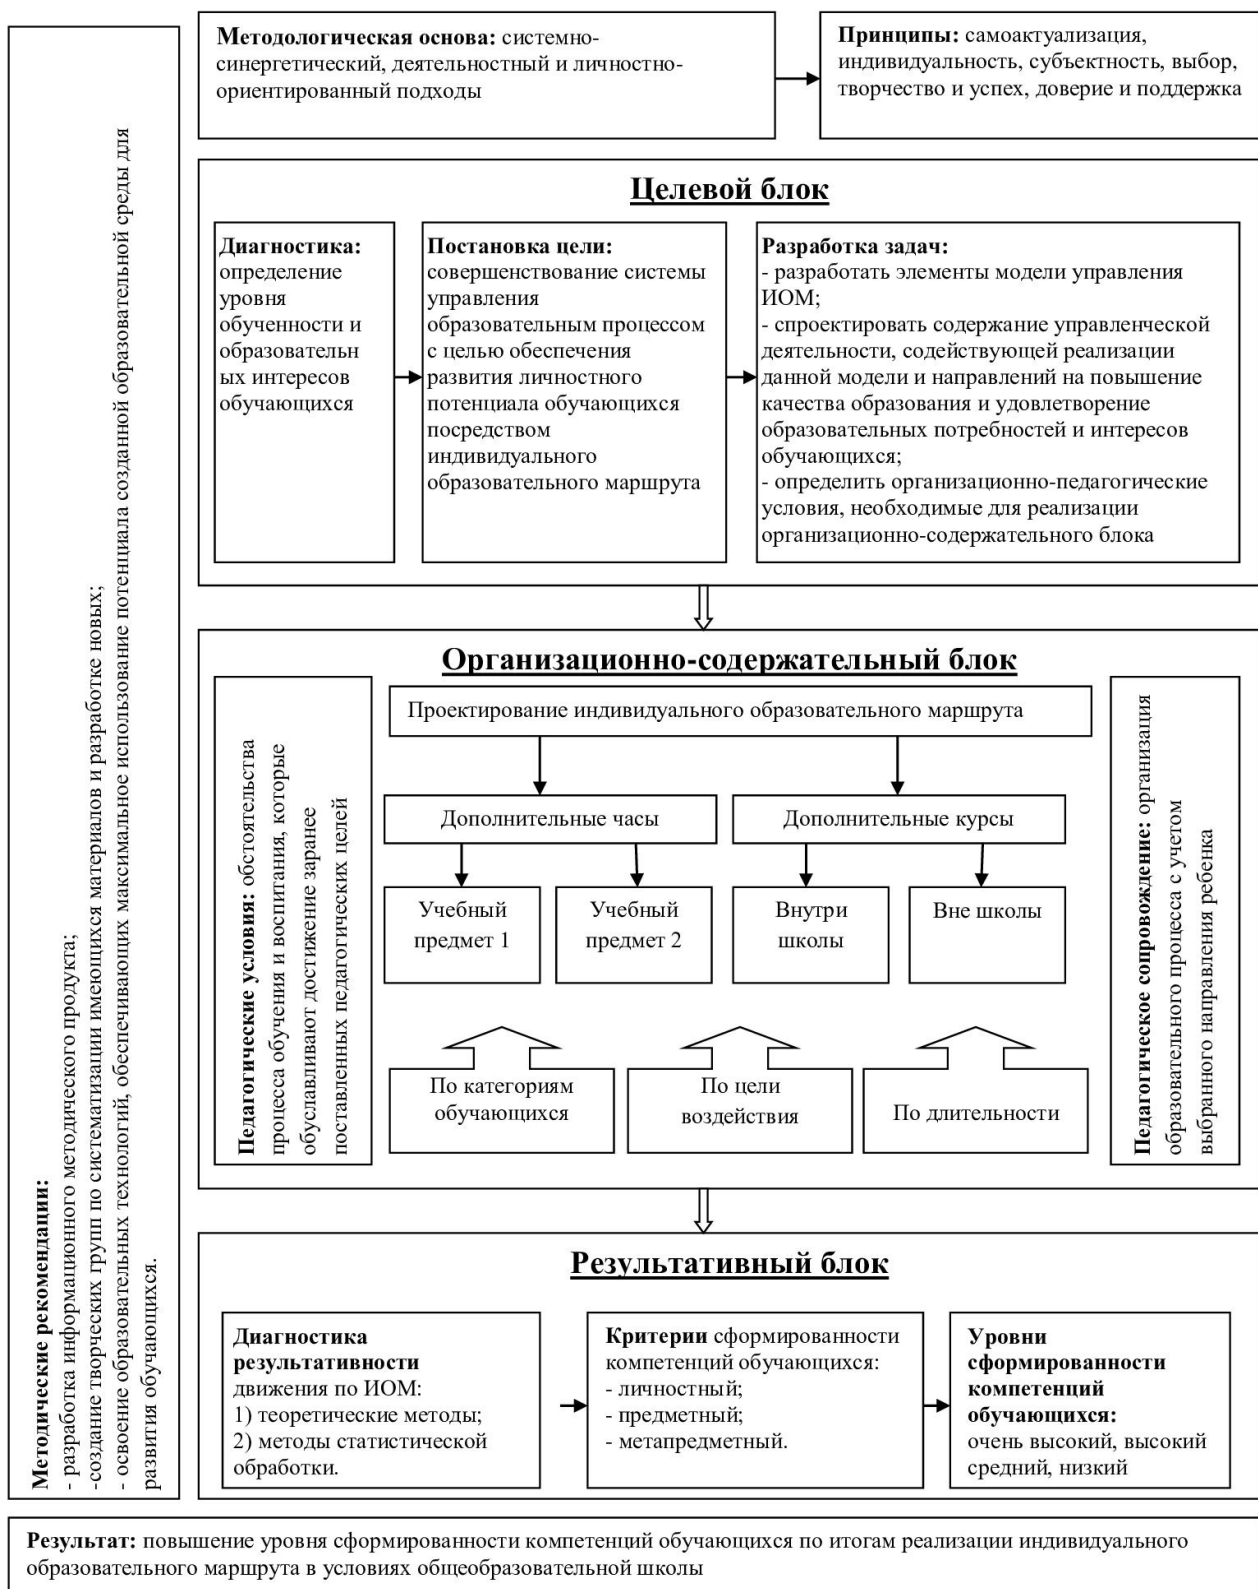 Методологическая основа: системно-
синергетический, деятельностный и личностно-
ориентированный подходы
Принципы: самоактуализация,
индивидуальность, субъектность, выбор,
творчество и успех, доверие и поддержка
Методические рекомендации:
- разработка информационного методического продукта;
-создание творческих групп по систематизации имеющихся материалов и разработке новых;
- освоение образовательных технологий, обеспечивающих максимальное использование потенциала созданной образовательной среды для
развития обучающихся.
Целевой блок
Диагностика:
определение
уровня
обученности и
образовательн
ых интересов
обучающихся
Постановка цели:
совершенствование системы
управления
образовательным процессом
с целью обеспечения
развития личностного
потенциала обучающихся
посредством
индивидуального
образовательного маршрута
Разработка задач:
- разработать элементы модели управления
ИОМ;
- спроектировать содержание управленческой
деятельности, содействующей реализации
данной модели и направлений на повышение
качества образования и удовлетворение
образовательных потребностей и интересов
обучающихся;
- определить организационно-педагогические
условия, необходимые для реализации
организационно-содержательного блока
Организационно-содержательный блок
Педагогические условия: обстоятельства
процесса обучения и воспитания, которые
обуславливают достижение заранее
поставленных педагогических целей
Проектирование индивидуального образовательного маршрута
Дополнительные часы
Дополнительные курсы
Учебный
предмет 1
Учебный
предмет 2
Внутри
школы
Вне школы
По категориям
обучающихся
По цели
воздействия
По длительности
Педагогическое сопровождение: организация
образовательного процесса с учетом
выбранного направления ребенка
Результативный блок
Диагностика
результативности
движения по ИОМ:
1) теоретические методы;
2) методы статистической
обработки.
Критерии сформированности
компетенций обучающихся:
- личностный;
- предметный;
- метапредметный.
Уровни
сформированности
компетенций
обучающихся:
очень высокий, высокий
средний, низкий
Результат: повышение уровня сформированности компетенций обучающихся по итогам реализации индивидуального
образовательного маршрута в условиях общеобразовательной школы